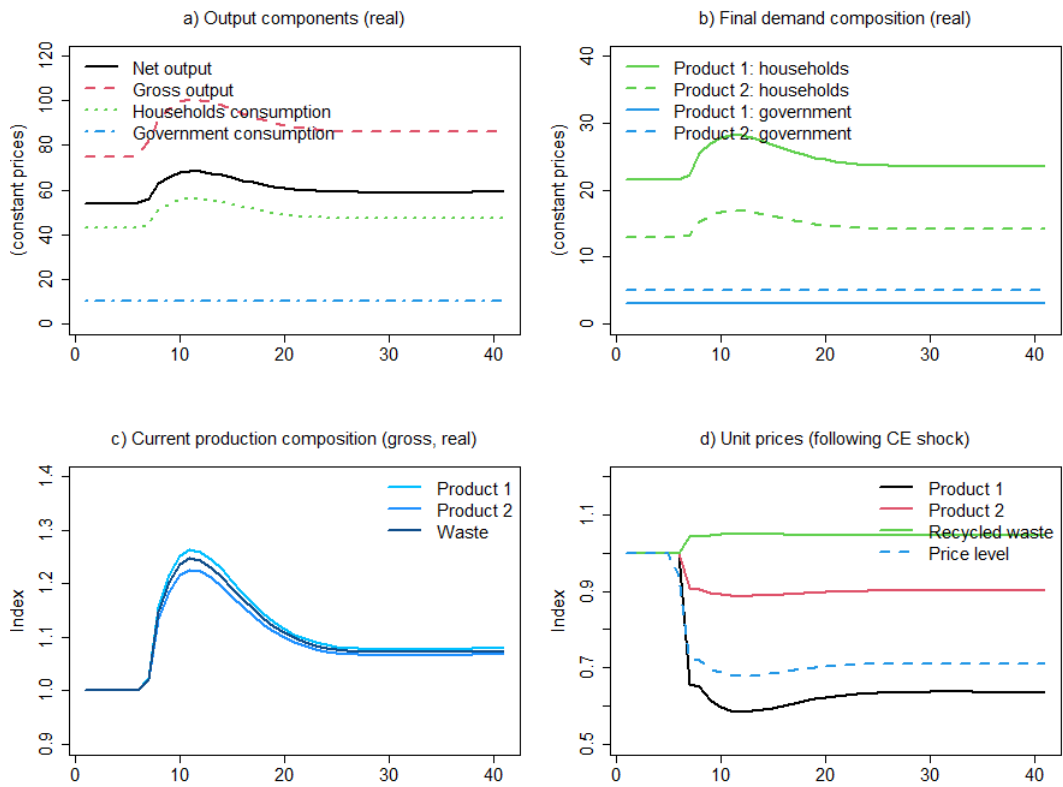 a) Output components (real)
(constant prices)
120
100
80
60
40
20
0
Net output
Gross output
Households consumption
Government consumption
0 10 20 30 40
b) Final demand composition (real)
(constant prices)
40
30
20
10
0
Product 1: households
Product 2: households
Product 1: government
Product 2: government
0 10 20 30 40
c) Current production composition (gross, real)
Index
1.4
1.3
1.2
1.1
1.0
0.9
Product 1
Product 2
Waste
0 10 20 30 40
d) Unit prices (following CE shock)
Index
1.1
0.9
0.7
0.5
Product 1
Product 2
Recycled waste
Price level
0 10 20 30 40